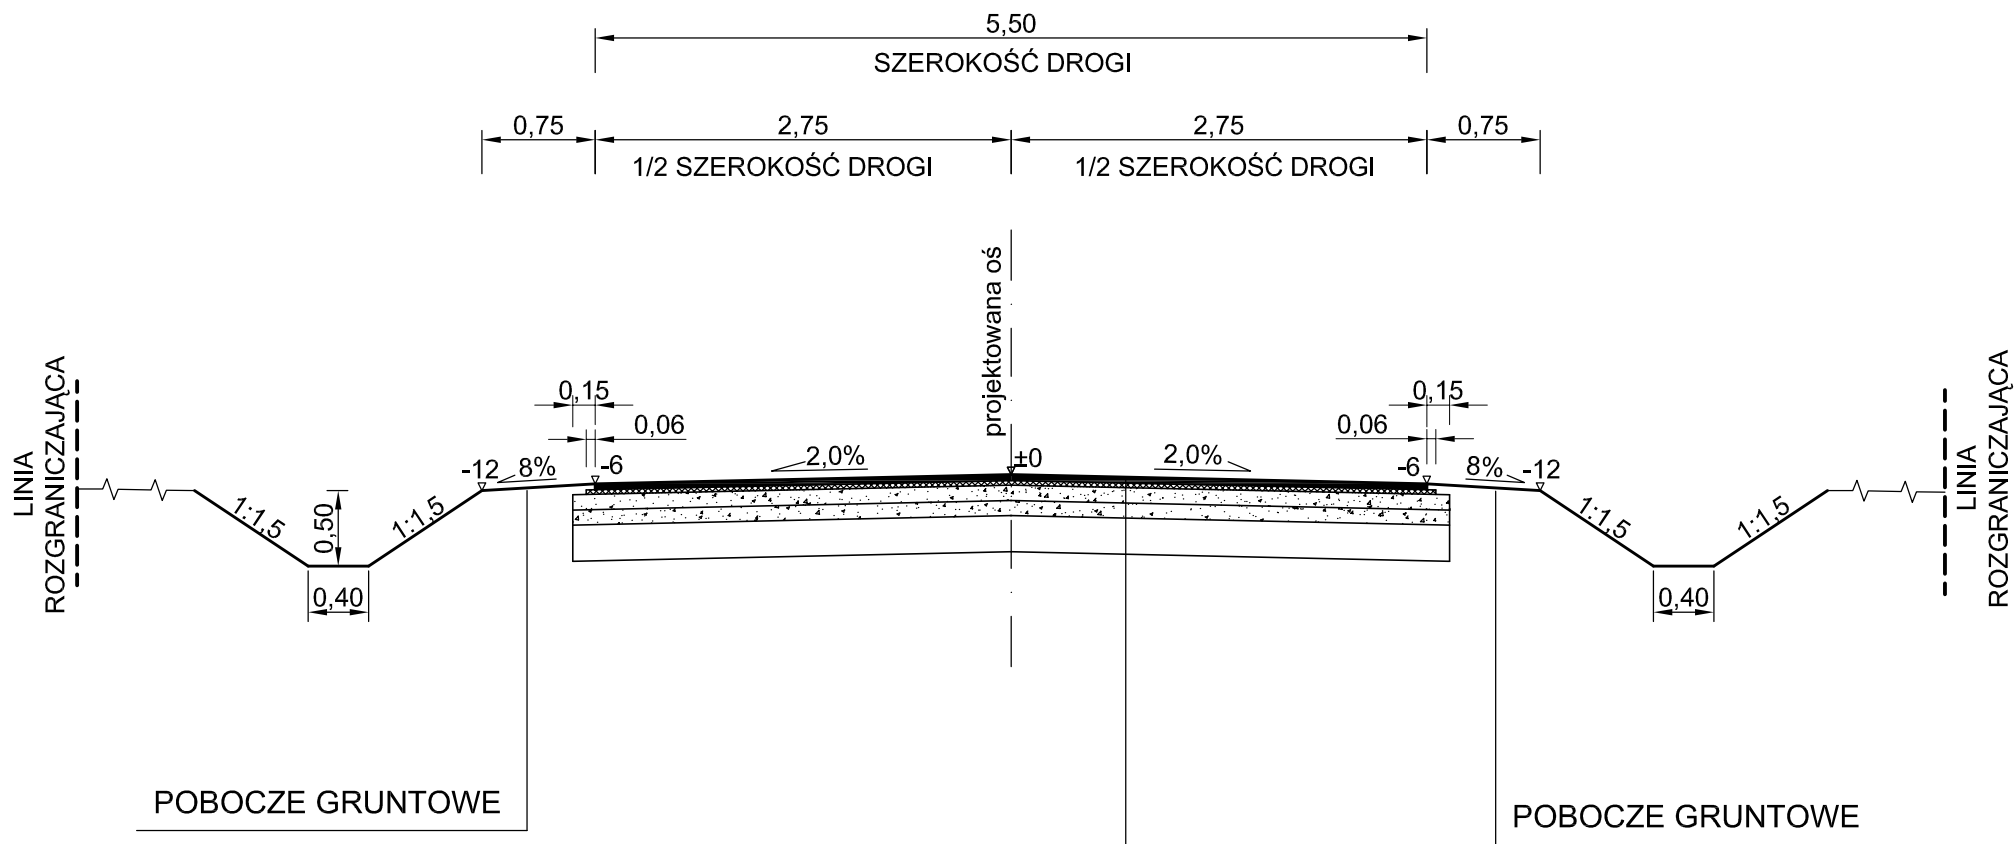 5,50
SZEROKOŚĆ DROGI
0,75
2,75
2,75
0,75
1/2 SZEROKOŚĆ DROGI
1/2 SZEROKOŚĆ DROGI
projektowana oś
LINIA
ROZGRANICZAJĄCA
LINIA
ROZGRANICZAJĄCA
0,15
0,15
0,06
0,06
-12
8%
-6
2,0%
±0
2,0%
-6
8%
-12
1:1,5
0,50
1:1,5
1:1,5
1:1,5
0,40
0,40
POBOCZE GRUNTOWE
POBOCZE GRUNTOWE